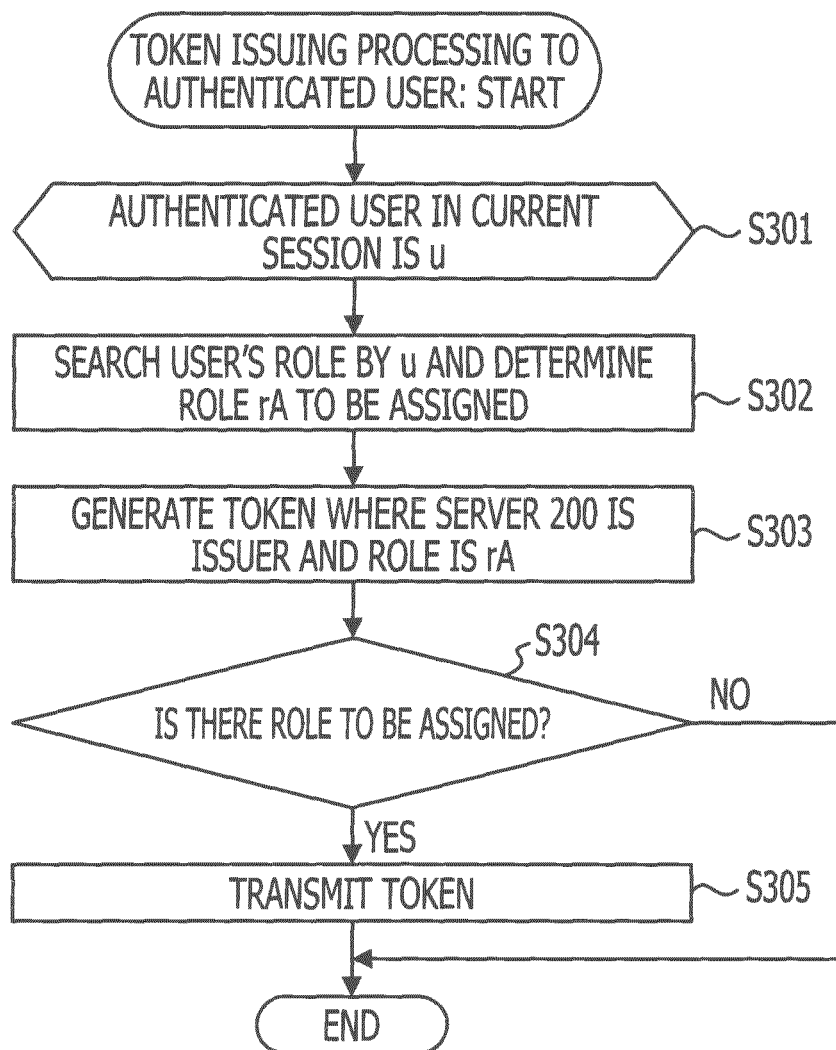 TOKEN ISSUING PROCESSING TO
AUTHENTICATED USER: START
AUTHENTICATED USER IN CURRENT
SESSION IS u
S301
SEARCH USER'S ROLE BY u AND DETERMINE
ROLE rA TO BE ASSIGNED
S302
GENERATE TOKEN WHERE SERVER 200 IS
ISSUER AND ROLE IS rA
S303
S304
IS THERE ROLE TO BE ASSIGNED?
NO
YES
TRANSMIT TOKEN
S305
END